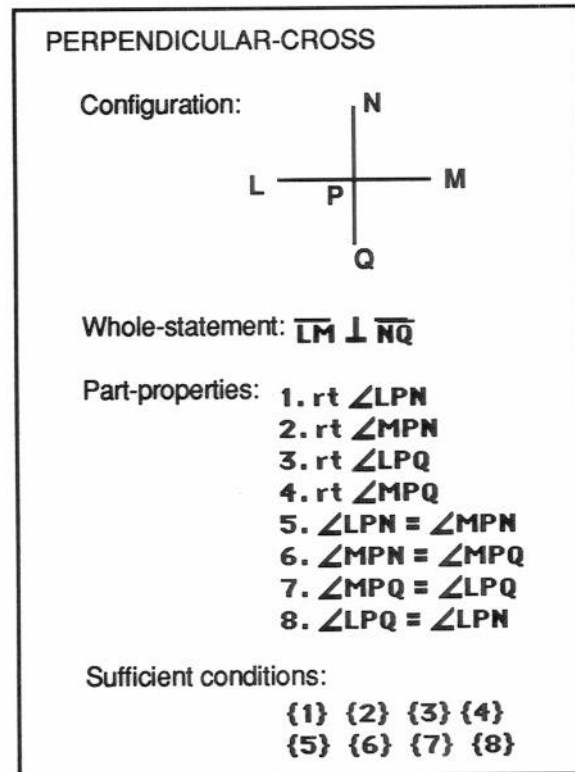 PERPENDICULAR-CROSS
Configuration:
N
L
P
M
Q
Whole-statement: L̅M̅ ⊥ N̅Q̅
Part-properties:
1. rt ∠LPN
2. rt ∠MPN
3. rt ∠LPQ
4. rt ∠MPQ
5. ∠LPN ≡ ∠MPN
6. ∠MPN ≡ ∠MPQ
7. ∠MPQ ≡ ∠LPQ
8. ∠LPQ ≡ ∠LPN
Sufficient conditions:
{1} {2} {3} {4}
{5} {6} {7} {8}